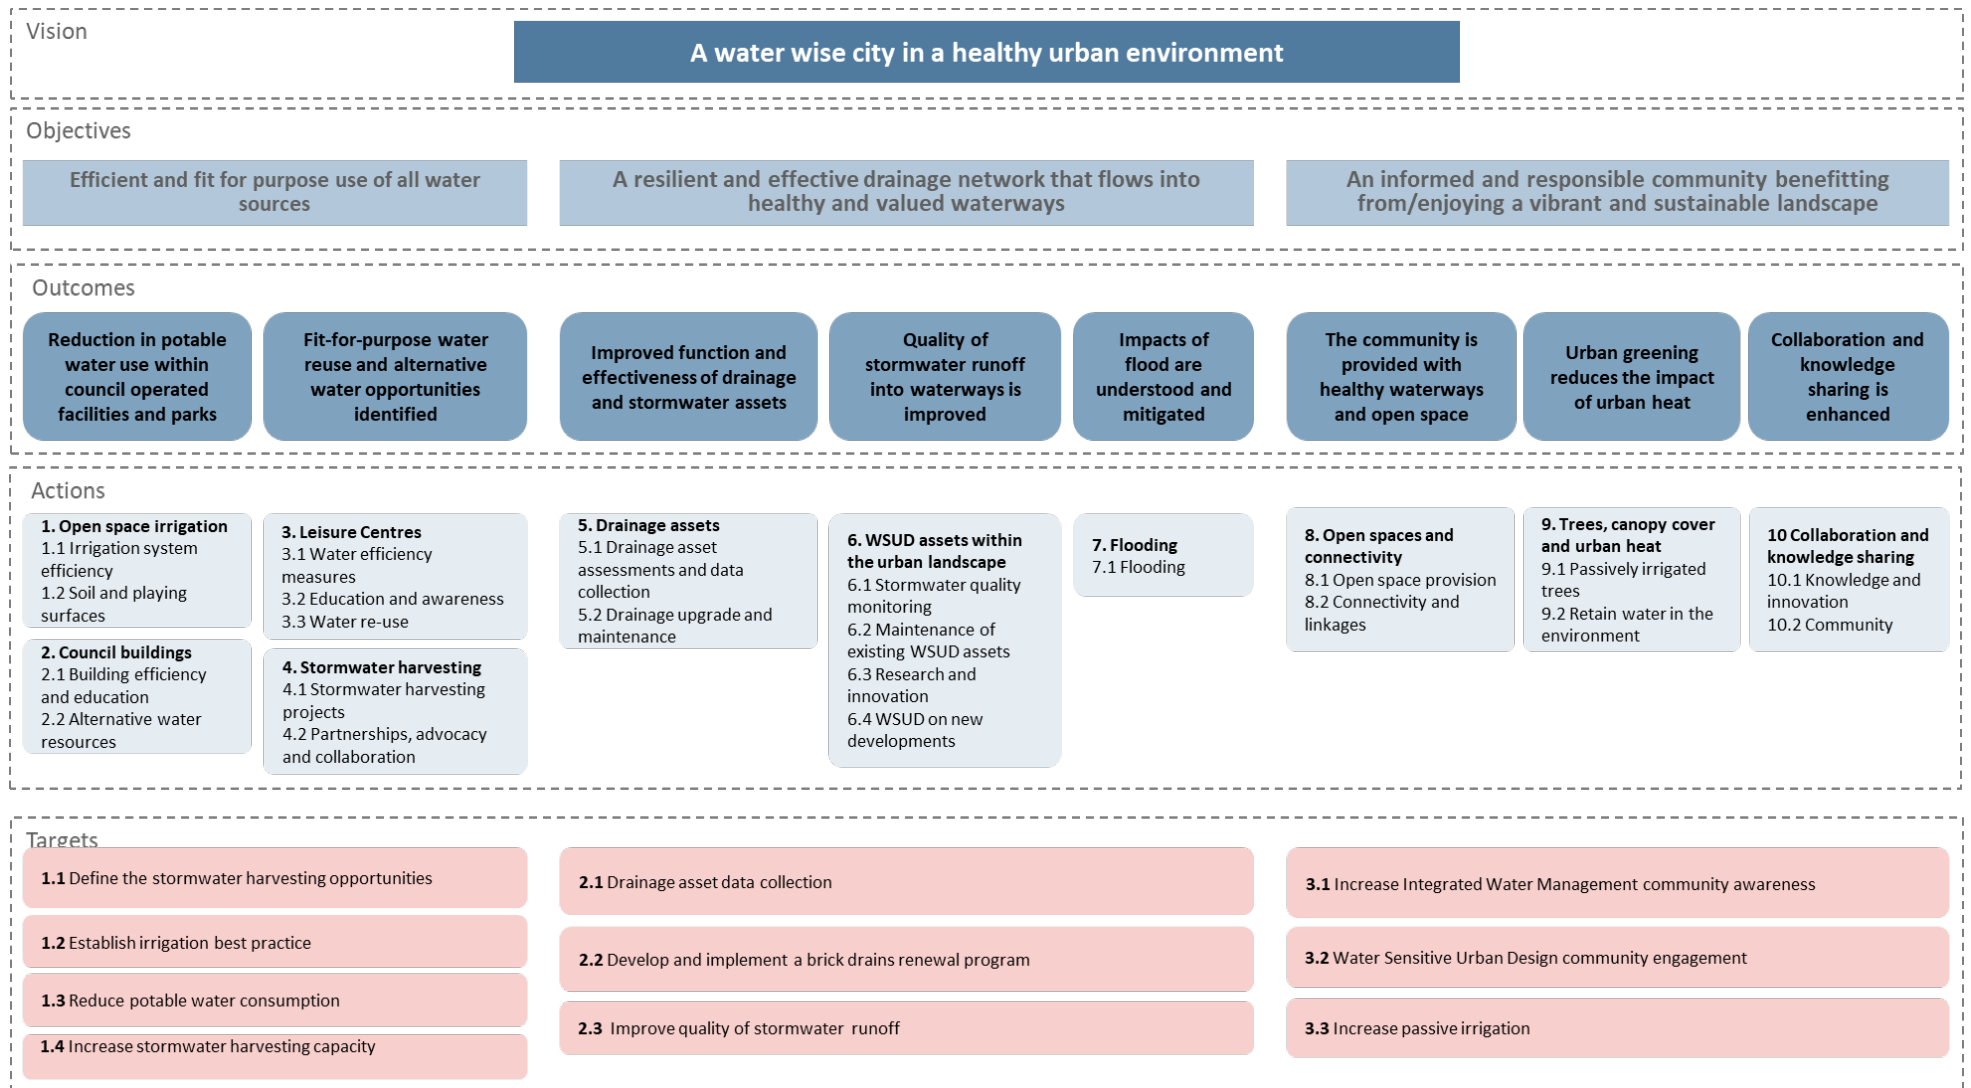 Vision
A water wise city in a healthy urban environment
Objectives
Efficient and fit for purpose use of all water
sources
A resilient and effective drainage network that flows into
healthy and valued waterways
An informed and responsible community benefitting
from/enjoying a vibrant and sustainable landscape
Outcomes
Reduction in potable
water use within
council operated
facilities and parks
Fit-for-purpose water
reuse and alternative
water opportunities
identified
Improved function and
effectiveness of drainage
and stormwater assets
Quality of
stormwater runoff
into waterways is
improved
Impacts of
flood are
understood and
mitigated
The community is
provided with
healthy waterways
and open space
Urban greening
reduces the impact
of urban heat
Collaboration and
knowledge
sharing is
enhanced
Actions
1. Open space irrigation
1.1 Irrigation system
efficiency
1.2 Soil and playing
surfaces
2. Council buildings
2.1 Building efficiency
and education
2.2 Alternative water
resources
3. Leisure Centres
3.1 Water efficiency
measures
3.2 Education and awareness
3.3 Water re-use
4. Stormwater harvesting
4.1 Stormwater harvesting
projects
4.2 Partnerships, advocacy
and collaboration
5. Drainage assets
5.1 Drainage asset
assessments and data
collection
5.2 Drainage upgrade and
maintenance
6. WSUD assets within
the urban landscape
6.1 Stormwater quality
monitoring
6.2 Maintenance of
existing WSUD assets
6.3 Research and
innovation
6.4 WSUD on new
developments
7. Flooding
7.1 Flooding
8. Open spaces and
connectivity
8.1 Open space provision
8.2 Connectivity and
linkages
9. Trees, canopy cover
and urban heat
9.1 Passively irrigated
trees
9.2 Retain water in the
environment
10 Collaboration and
knowledge sharing
10.1 Knowledge and
innovation
10.2 Community
Targets
1.1 Define the stormwater harvesting opportunities
1.2 Establish irrigation best practice
1.3 Reduce potable water consumption
1.4 Increase stormwater harvesting capacity
2.1 Drainage asset data collection
2.2 Develop and implement a brick drains renewal program
2.3 Improve quality of stormwater runoff
3.1 Increase Integrated Water Management community awareness
3.2 Water Sensitive Urban Design community engagement
3.3 Increase passive irrigation